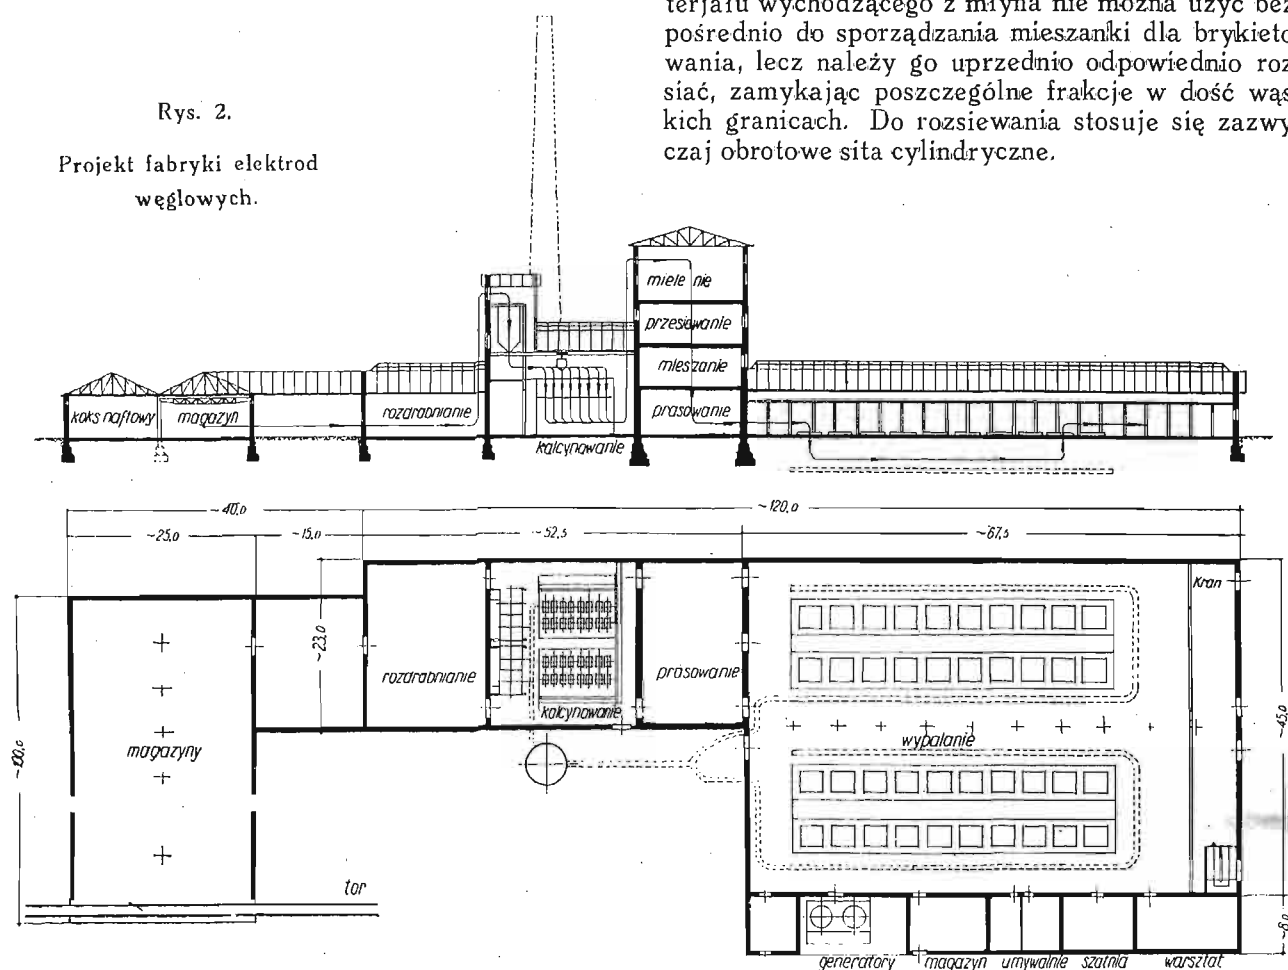 terjału wychodzącego z młyna nie można użyć bez
pośrednio do sporządzania mieszanki dla brykieto
wania, lecz należy go uprzednio odpowiednio roz
siać, zamykając poszczególne frakcje w dość wąs
kich granicach. Do rozsiewania stosuje się zazwy
czaj obrotowe sita cylindryczne.
Rys. 2.
Projekt fabryki elektrod
węglowych.
mielenie
przesiewanie
mieszanie
prasowanie
koks naftowy
magazyn
rozdrabnianie
kalcynowanie
~40,0
~120,0
~25,0
~15,0
~52,5
~67,5
Kran
~23,0
rozdrabnianie
prasowanie
kalcynowanie
~45,0
~100,0
magazyny
wypalanie
tor
~8,0
generatory
magazyn
umywalnie
szatnia
warsztat